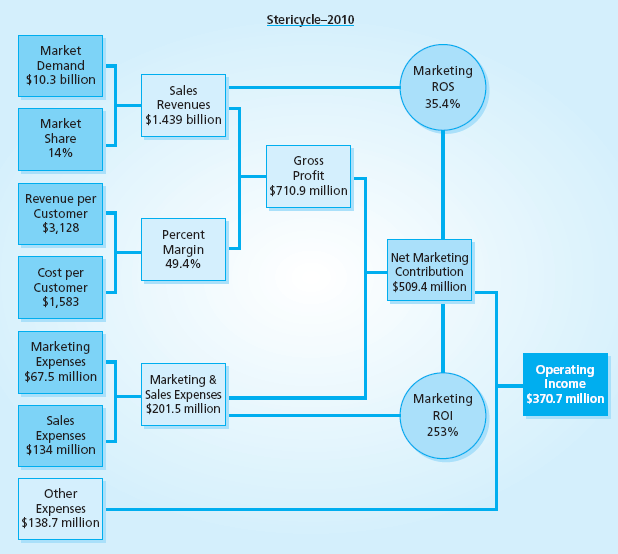 Stericycle–2010
Market
Demand
$10.3 billion
Market
Share
14%
Revenue per
Customer
$3,128
Cost per
Customer
$1,583
Marketing
Expenses
$67.5 million
Sales
Expenses
$134 million
Other
Expenses
$138.7 million
Sales
Revenues
$1.439 billion
Percent
Margin
49.4%
Marketing &
Sales Expenses
$201.5 million
Gross
Profit
$710.9 million
Marketing
ROS
35.4%
Net Marketing
Contribution
$509.4 million
Marketing
ROI
253%
Operating
Income
$370.7 million